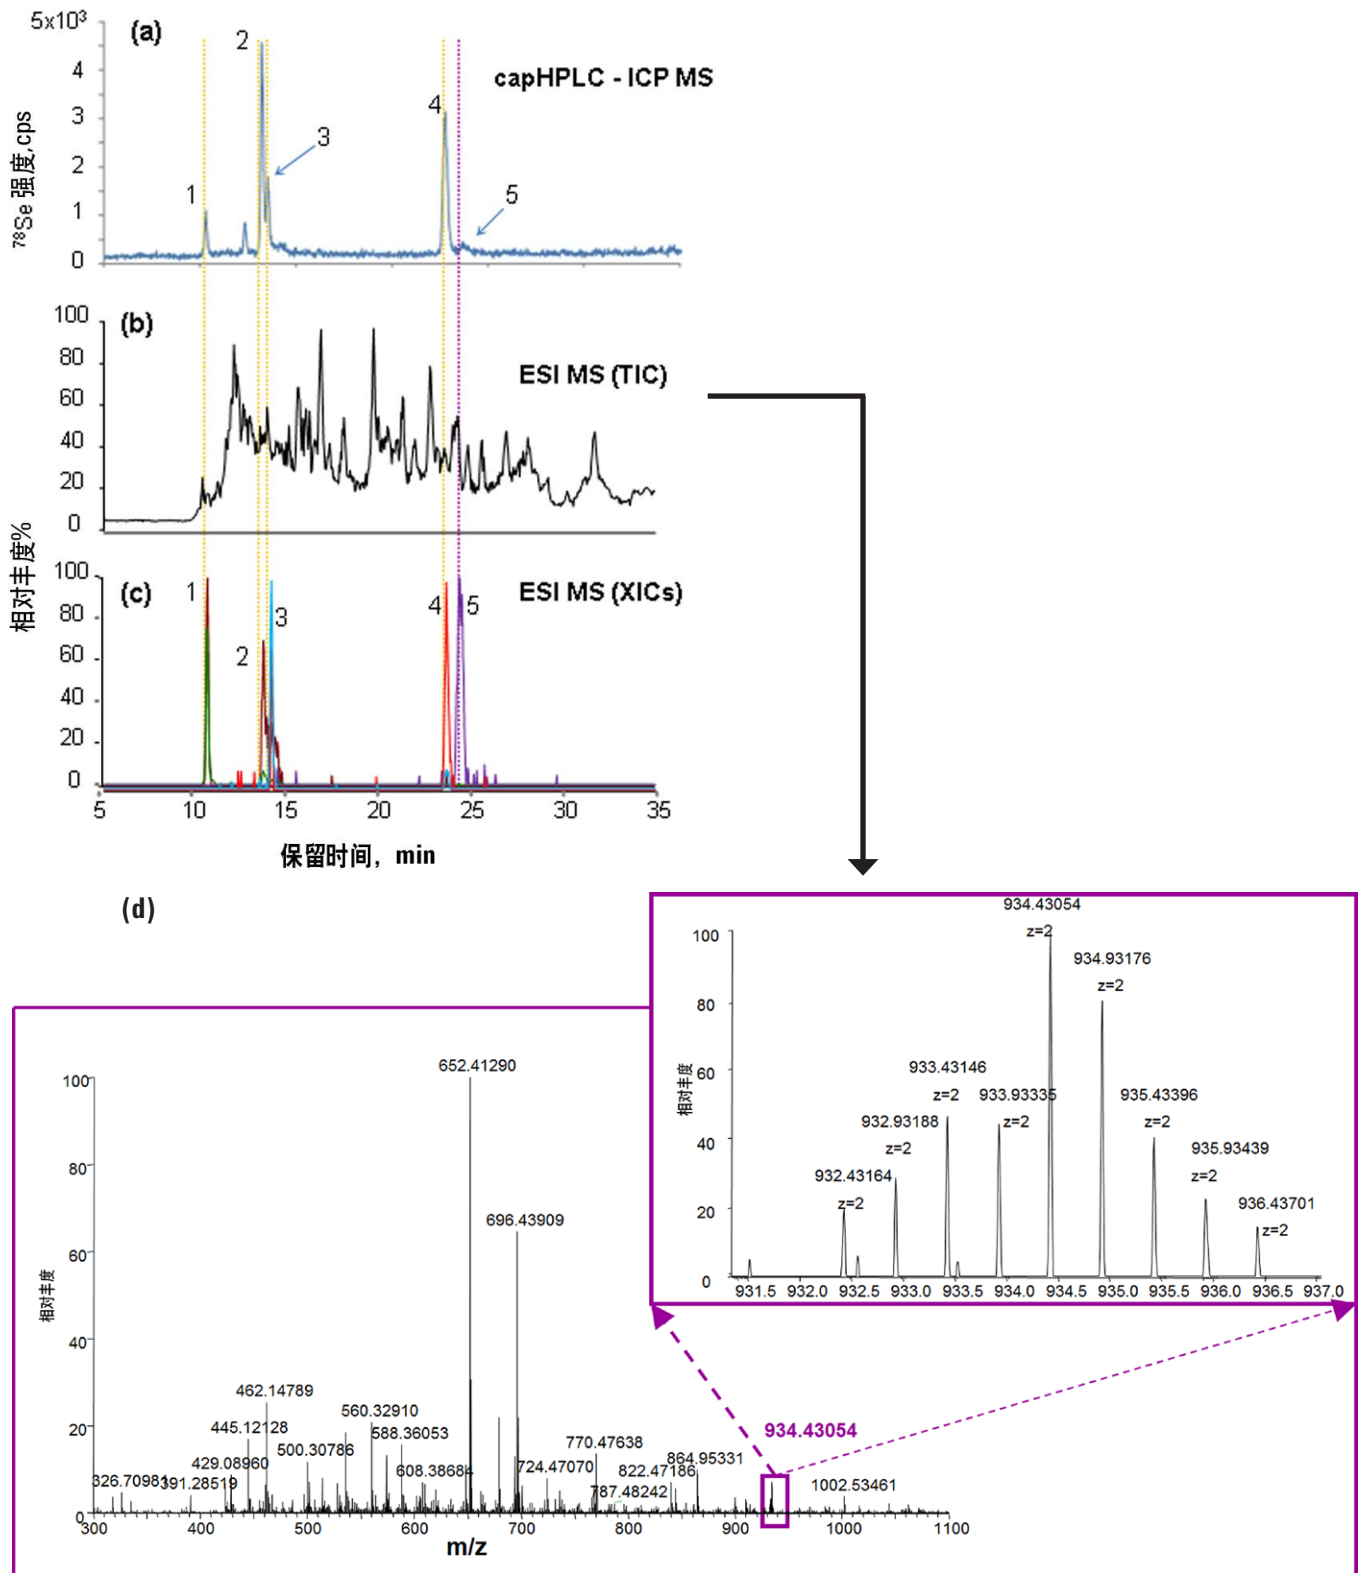 (a)
capHPLC - ICP MS
⁷⁸Se 强度,cps
5x10³
4
3
2
1
0
1
2
3
4
5
(b)
ESI MS (TIC)
100
80
60
40
20
0
相对丰度%
(c)
ESI MS (XICs)
100
80
60
40
20
0
1
2
3
4
5
5 10 15 20 25 30 35
保留时间，min
(d)
相对丰度
100
80
60
40
20
0
934.43054
z=2
934.93176
z=2
933.43146
z=2
933.93335
z=2
935.43396
z=2
932.93188
z=2
935.93439
z=2
932.43164
z=2
936.43701
z=2
931.5 932.0 932.5 933.0 933.5 934.0 934.5 935.0 935.5 936.0 936.5 937.0
相对丰度
100
80
60
40
20
0
652.41290
696.43909
462.14789
445.12128
560.32910
588.36053
500.30786
429.08960
608.38684
326.70981
391.28519
770.47638
724.47070
822.47186
864.95331
787.48242
934.43054
1002.53461
300 400 500 600 700 800 900 1000 1100
m/z